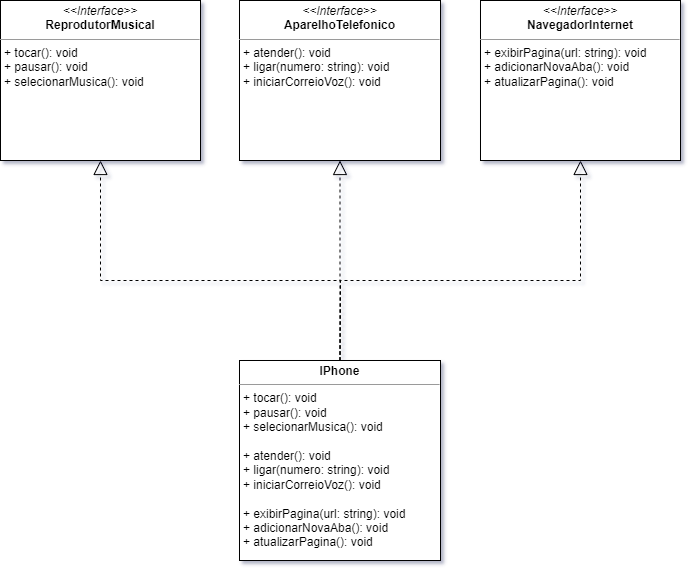 <<Interface>>
ReprodutorMusical
+ tocar(): void
+ pausar(): void
+ selecionarMusica(): void
<<Interface>>
AparelhoTelefonico
+ atender(): void
+ ligar(numero: string): void
+ iniciarCorreioVoz(): void
<<Interface>>
NavegadorInternet
+ exibirPagina(url: string): void
+ adicionarNovaAba(): void
+ atualizarPagina(): void
IPhone
+ tocar(): void
+ pausar(): void
+ selecionarMusica(): void
+ atender(): void
+ ligar(numero: string): void
+ iniciarCorreioVoz(): void
+ exibirPagina(url: string): void
+ adicionarNovaAba(): void
+ atualizarPagina(): void